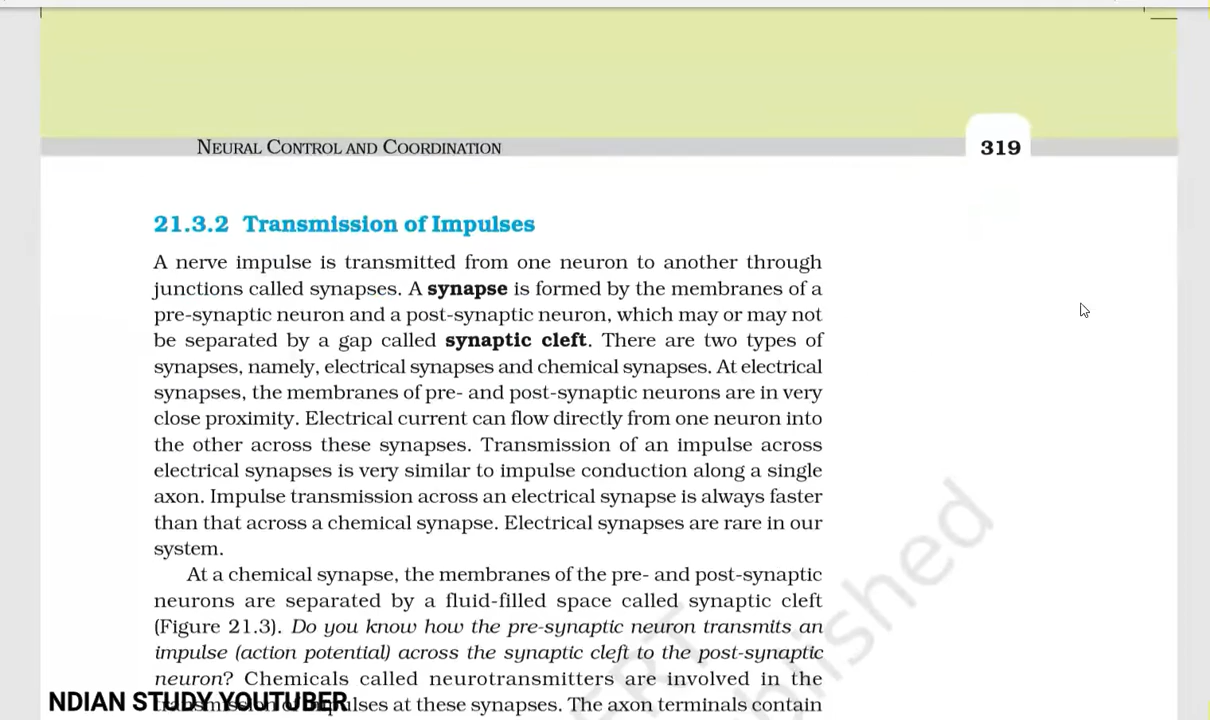 NEURAL CONTROL AND COORDINATION
319
21.3.2 Transmission of Impulses
A nerve impulse is transmitted from one neuron to another through
junctions called synapses. A synapse is formed by the membranes of a
pre-synaptic neuron and a post-synaptic neuron, which may or may not
be separated by a gap called synaptic cleft. There are two types of
synapses, namely, electrical synapses and chemical synapses. At electrical
synapses, the membranes of pre- and post-synaptic neurons are in very
close proximity. Electrical current can flow directly from one neuron into
the other across these synapses. Transmission of an impulse across
electrical synapses is very similar to impulse conduction along a single
axon. Impulse transmission across an electrical synapse is always faster
than that across a chemical synapse. Electrical synapses are rare in our
system.
At a chemical synapse, the membranes of the pre- and post-synaptic
neurons are separated by a fluid-filled space called synaptic cleft
(Figure 21.3). Do you know how the pre-synaptic neuron transmits an
impulse (action potential) across the synaptic cleft to the post-synaptic
neuron? Chemicals called neurotransmitters are involved in the
at these synapses. The axon terminals contain
NDIAN STUDY YOUTUBER